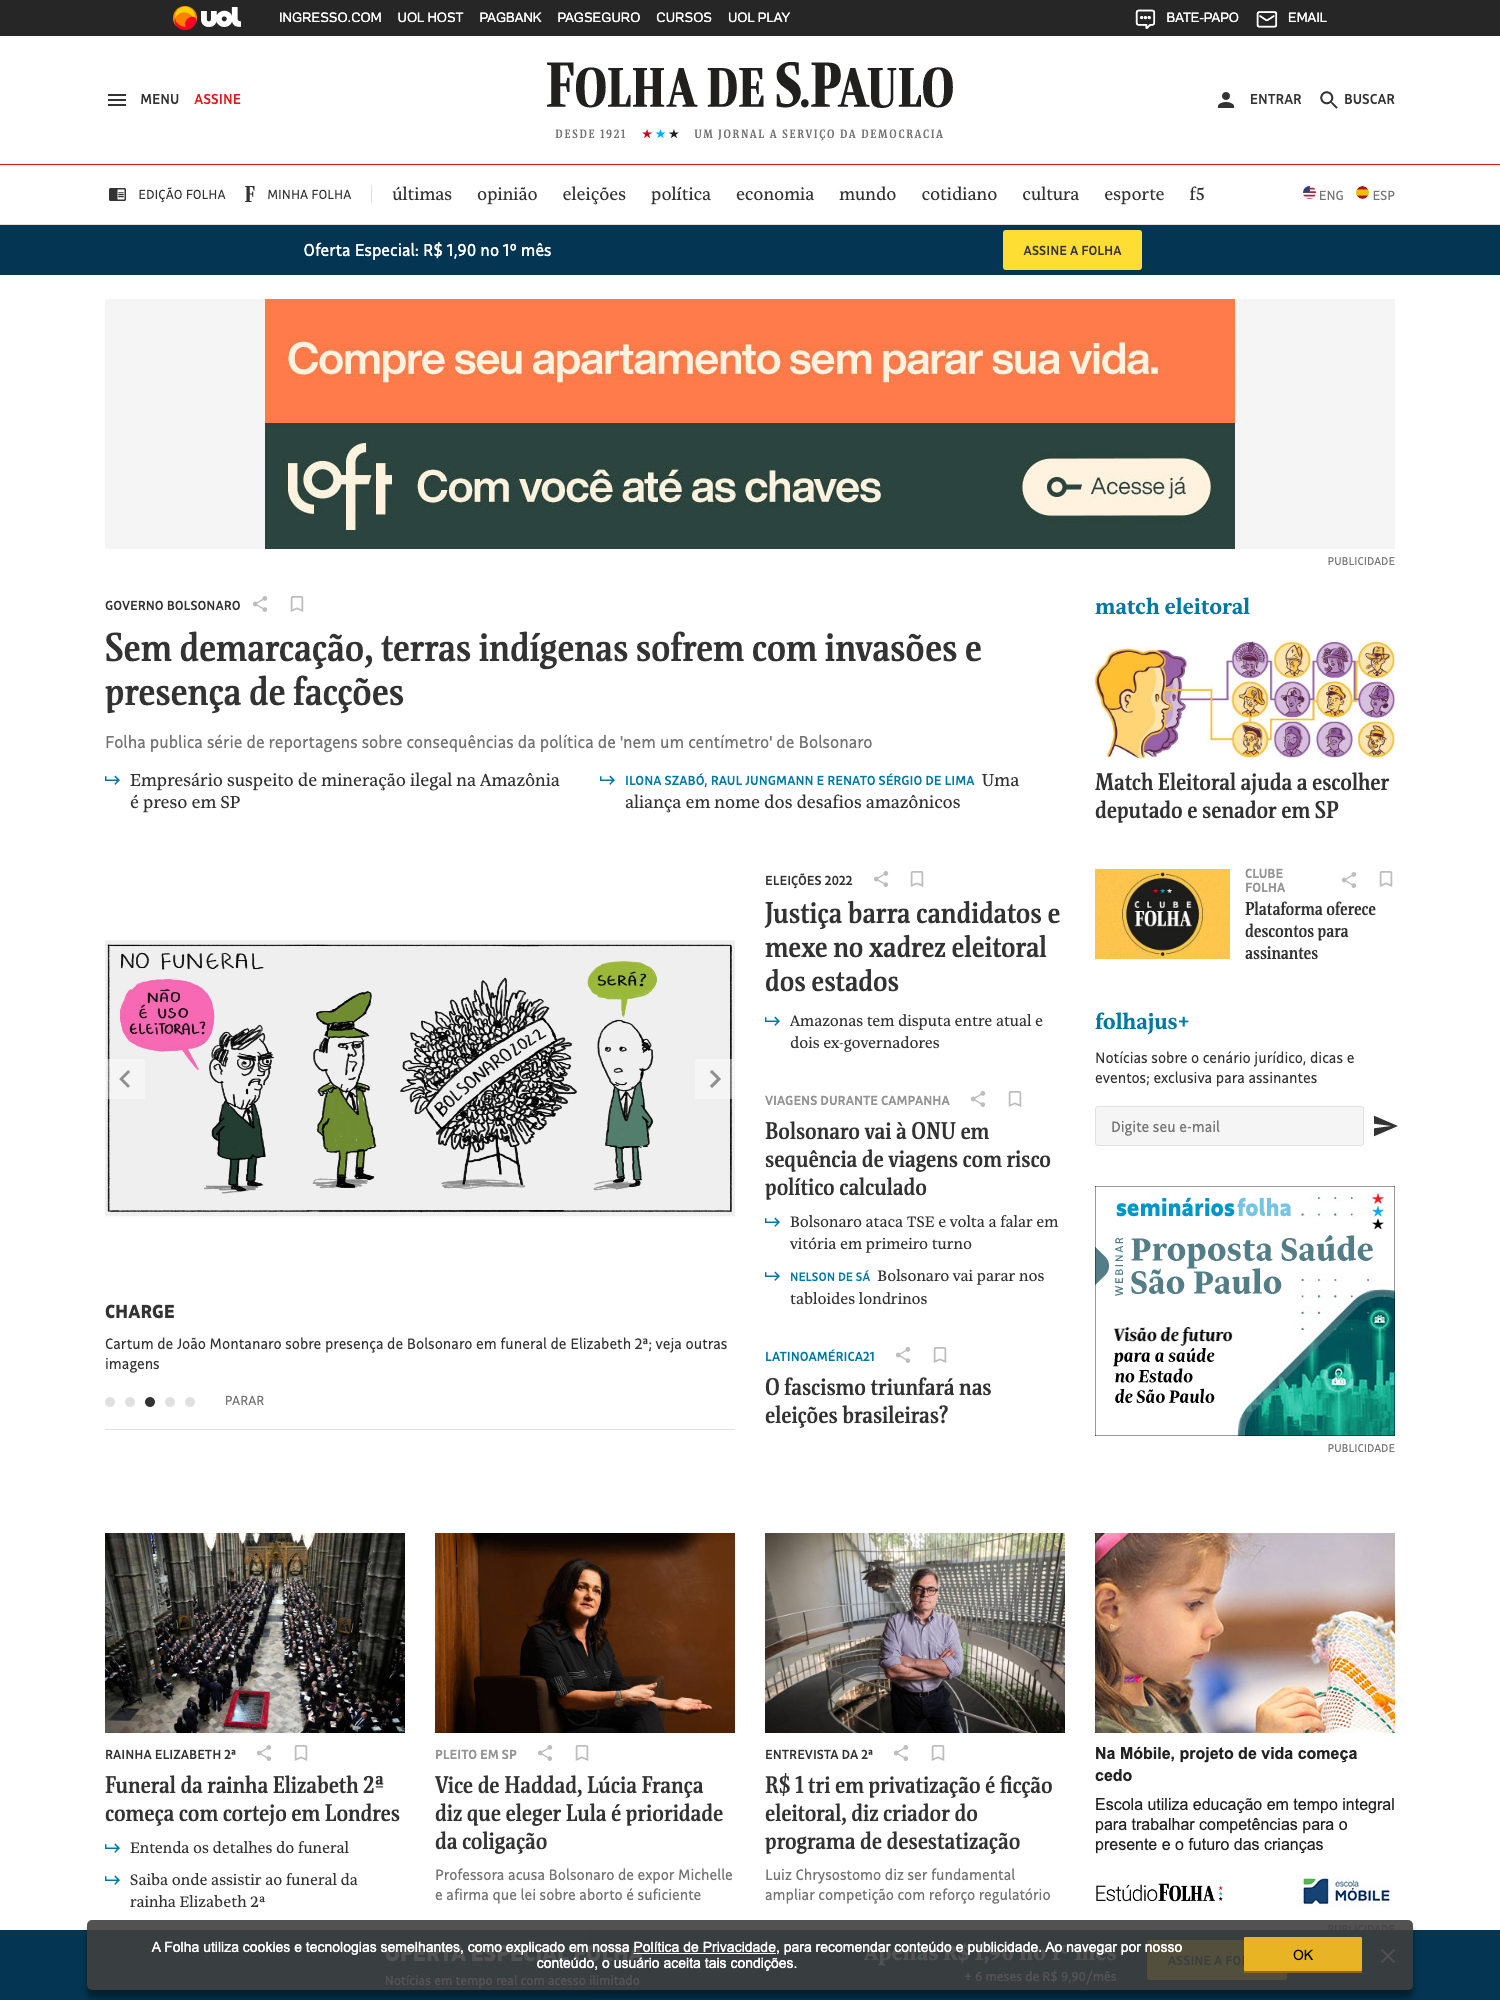 uol
INGRESSO.COM UOL HOST PAGBANK PAGSEGURO CURSOS UOL PLAY
BATE-PAPO EMAIL
MENU ASSINE
FOLHA DE S.PAULO
DESDE 1921 ★★★ UM JORNAL A SERVIÇO DA DEMOCRACIA
ENTRAR BUSCAR
EDIÇÃO FOLHA F MINHA FOLHA
últimas opinião eleições política economia mundo cotidiano cultura esporte f5
ENG ESP
Oferta Especial: R$ 1,90 no 1º mês
ASSINE A FOLHA
Compre seu apartamento sem parar sua vida.
loft Com você até as chaves
Acesse já
PUBLICIDADE
GOVERNO BOLSONARO
Sem demarcação, terras indígenas sofrem com invasões e
presença de facções
Folha publica série de reportagens sobre consequências da política de 'nem um centímetro' de Bolsonaro
Empresário suspeito de mineração ilegal na Amazônia
é preso em SP
ILONA SZABÓ, RAUL JUNGMANN E RENATO SÉRGIO DE LIMA Uma
aliança em nome dos desafios amazônicos
match eleitoral
Match Eleitoral ajuda a escolher
deputado e senador em SP
CLUBE
FOLHA
CLUBE
FOLHA
Plataforma oferece
descontos para
assinantes
folhajus+
Notícias sobre o cenário jurídico, dicas e
eventos; exclusiva para assinantes
Digite seu e-mail
semináriosfolha
WEBINAR
Proposta Saúde
São Paulo
Visão de futuro
para a saúde
no Estado
de São Paulo
PUBLICIDADE
NO FUNERAL
NÃO
É USO
ELEITORAL?
BOLSONARO2022
SERÁ?
CHARGE
Cartum de João Montanaro sobre presença de Bolsonaro em funeral de Elizabeth 2ª; veja outras
imagens
PARAR
ELEIÇÕES 2022
Justiça barra candidatos e
mexe no xadrez eleitoral
dos estados
Amazonas tem disputa entre atual e
dois ex-governadores
VIAGENS DURANTE CAMPANHA
Bolsonaro vai à ONU em
sequência de viagens com risco
político calculado
Bolsonaro ataca TSE e volta a falar em
vitória em primeiro turno
NELSON DE SÁ Bolsonaro vai parar nos
tabloides londrinos
LATINOAMÉRICA21
O fascismo triunfará nas
eleições brasileiras?
RAINHA ELIZABETH 2ª
Funeral da rainha Elizabeth 2ª
começa com cortejo em Londres
Entenda os detalhes do funeral
Saiba onde assistir ao funeral da
rainha Elizabeth 2ª
PLEITO EM SP
Vice de Haddad, Lúcia França
diz que eleger Lula é prioridade
da coligação
Professora acusa Bolsonaro de expor Michelle
e afirma que lei sobre aborto é suficiente
ENTREVISTA DA 2ª
R$ 1 tri em privatização é ficção
eleitoral, diz criador do
programa de desestatização
Luiz Chrysostomo diz ser fundamental
ampliar competição com reforço regulatório
Na Móbile, projeto de vida começa
cedo
Escola utiliza educação em tempo integral
para trabalhar competências para o
presente e o futuro das crianças
EstúdioFOLHA
escola
MÓBILE
PUBLICIDADE
A Folha utiliza cookies e tecnologias semelhantes, como explicado em nossa Política de Privacidade, para recomendar conteúdo e publicidade. Ao navegar por nosso
conteúdo, o usuário aceita tais condições.
OK
Apenas R$ 1,90 no 1º mês
Notícias em tempo real com acesso ilimitado
+ 6 meses de R$ 9,90/mês
ASSINE A FO